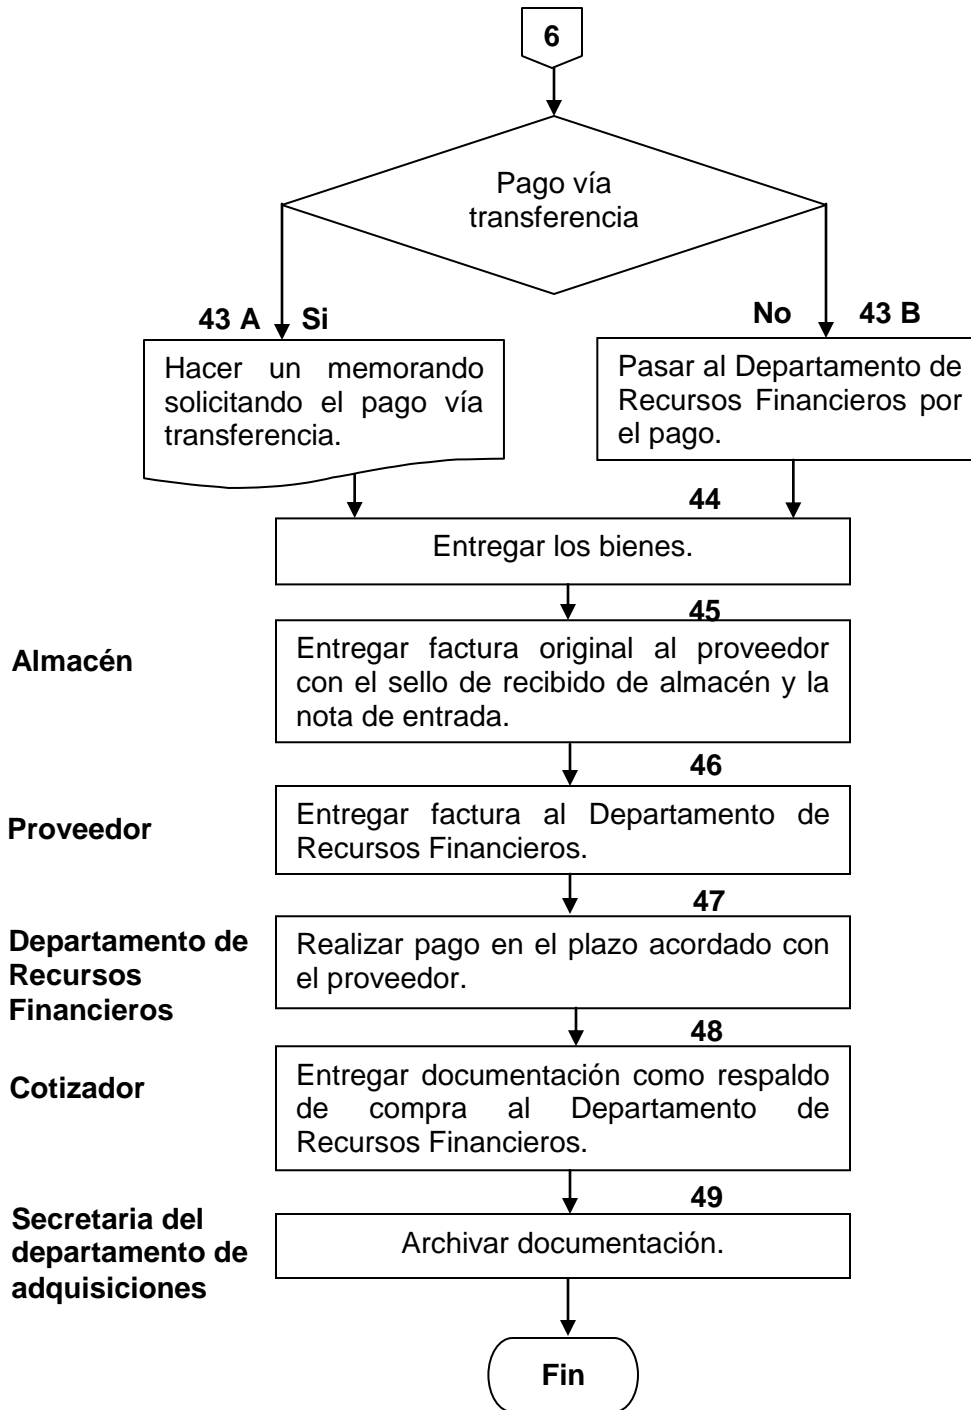 6
Pago vía
transferencia
43 A Si
No 43 B
Hacer un memorando
solicitando el pago vía
transferencia.
Pasar al Departamento de
Recursos Financieros por
el pago.
44
Entregar los bienes.
45
Almacén
Entregar factura original al proveedor
con el sello de recibido de almacén y la
nota de entrada.
46
Proveedor
Entregar factura al Departamento de
Recursos Financieros.
47
Departamento de
Recursos
Financieros
Realizar pago en el plazo acordado con
el proveedor.
48
Cotizador
Entregar documentación como respaldo
de compra al Departamento de
Recursos Financieros.
49
Secretaria del
departamento de
adquisiciones
Archivar documentación.
Fin